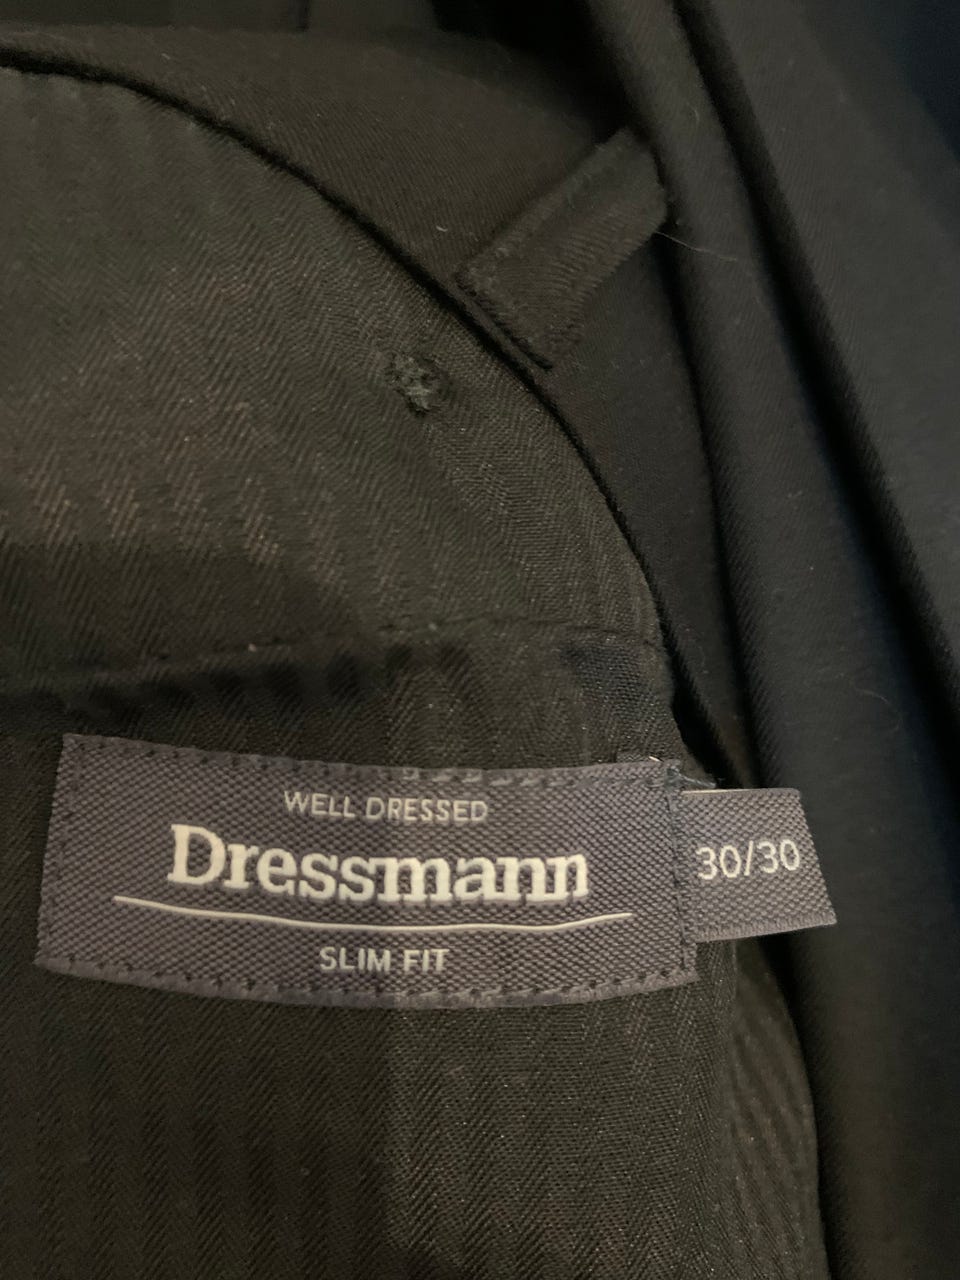 WELL DRESSED
Dressmann
SLIM FIT
30/30